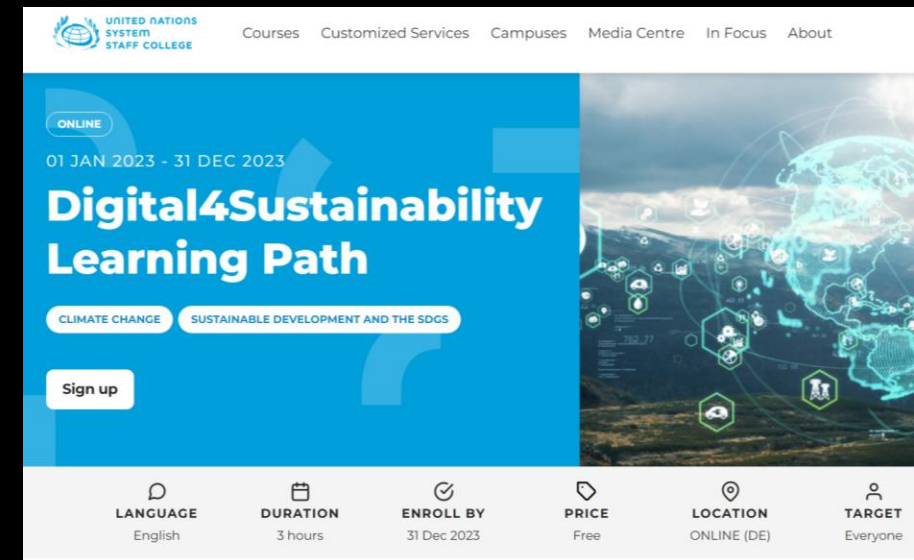 UNITED NATIONS
SYSTEM
STAFF COLLEGE
Courses Customized Services Campuses Media Centre In Focus About
ONLINE
01 JAN 2023 - 31 DEC 2023
Digital4Sustainability
Learning Path
CLIMATE CHANGE SUSTAINABLE DEVELOPMENT AND THE SDGS
Sign up
LANGUAGE DURATION ENROLL BY PRICE LOCATION TARGET
English 3 hours 31 Dec 2023 Free ONLINE (DE) Everyone